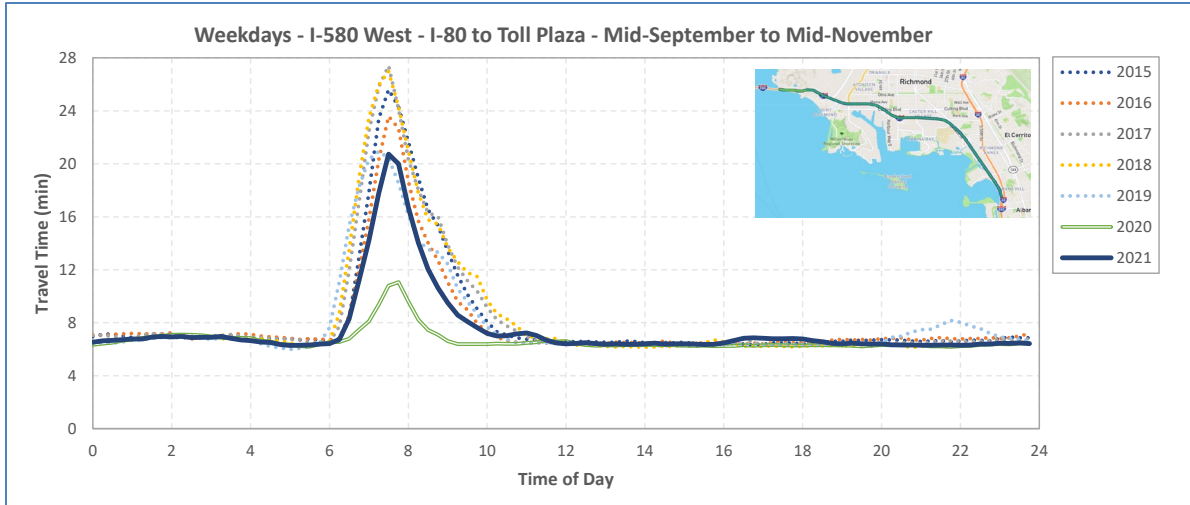 Weekdays - I-580 West - I-80 to Toll Plaza - Mid-September to Mid-November
28
24
20
16
12
8
4
0
Travel Time (min)
0 2 4 6 8 10 12 14 16 18 20 22 24
Time of Day
2015
2016
2017
2018
2019
2020
2021
Richmond
El Cerrito
Albany